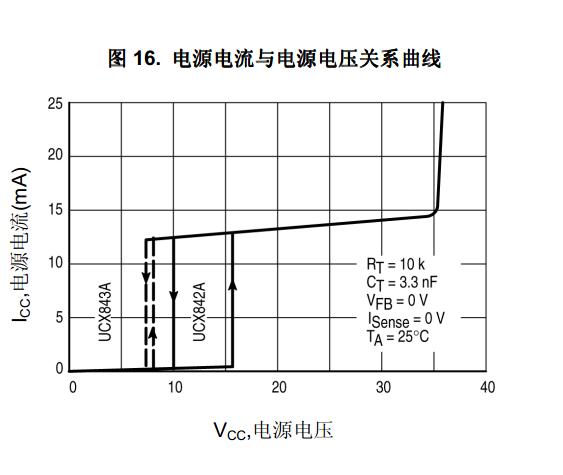 图 16. 电源电流与电源电压关系曲线
25
20
15
10
5
0
ICC,电源电流(mA)
UCX843A
UCX842A
RT = 10 k
CT = 3.3 nF
VFB = 0 V
ISense = 0 V
TA = 25°C
0 10 20 30 40
VCC,电源电压